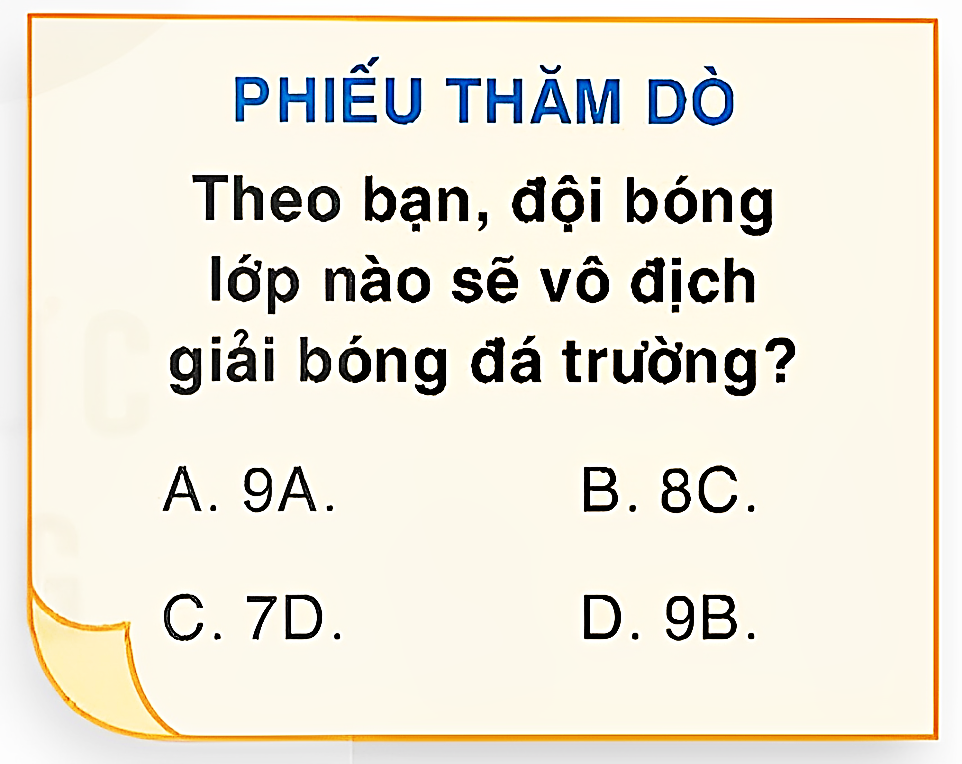 PHIẾU THĂM DÒ
Theo bạn, đội bóng
lớp nào sẽ vô địch
giải bóng đá trường?
A. 9A. B. 8C.
C. 7D. D. 9B.